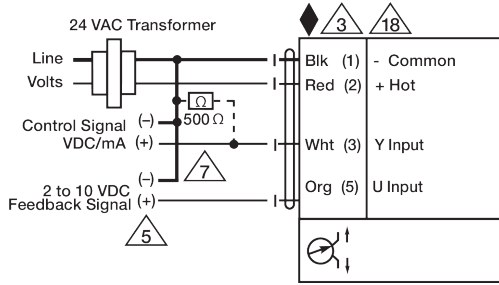 24 VAC Transformer
3
18
Line
Blk (1) - Common
Volts
Red (2) + Hot
Ω
500 Ω
Control Signal (–)
VDC/mA (+)
Wht (3) Y Input
7
(–)
2 to 10 VDC
Feedback Signal (+)
Org (5) U Input
5